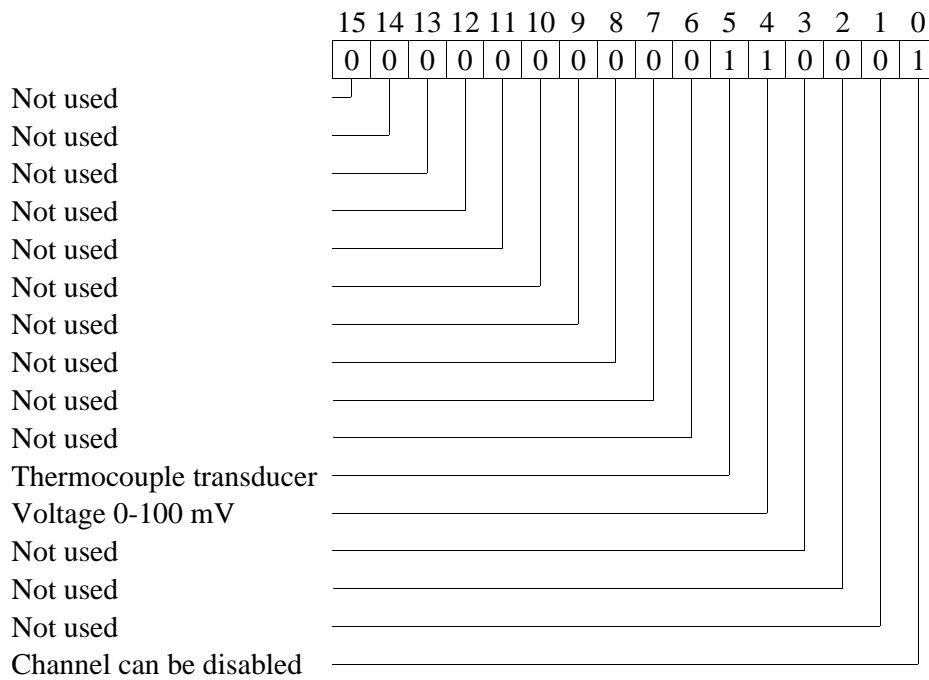 15 14 13 12 11 10 9 8 7 6 5 4 3 2 1 0
0 0 0 0 0 0 0 0 0 0 1 1 0 0 0 1
Not used
Not used
Not used
Not used
Not used
Not used
Not used
Not used
Not used
Not used
Thermocouple transducer
Voltage 0-100 mV
Not used
Not used
Not used
Channel can be disabled